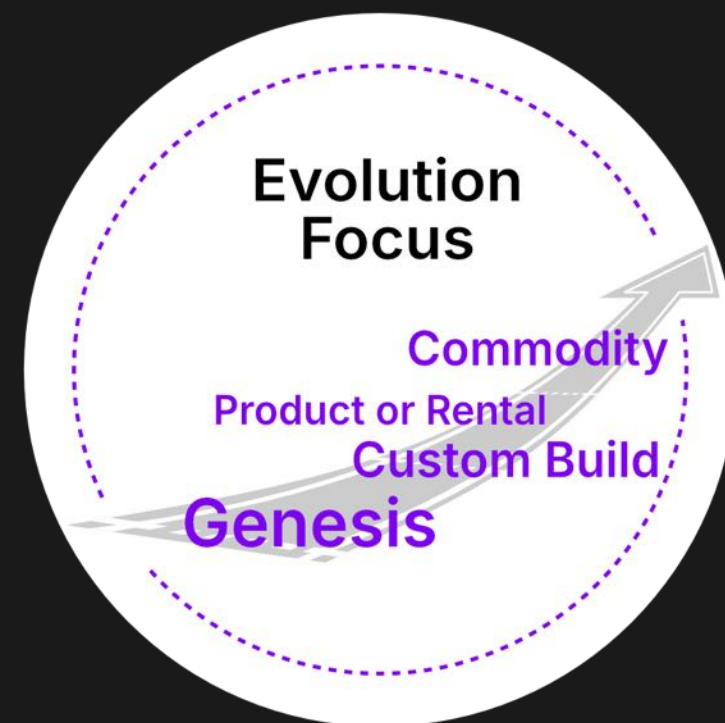 Evolution
Focus
Commodity
Product or Rental
Custom Build
Genesis